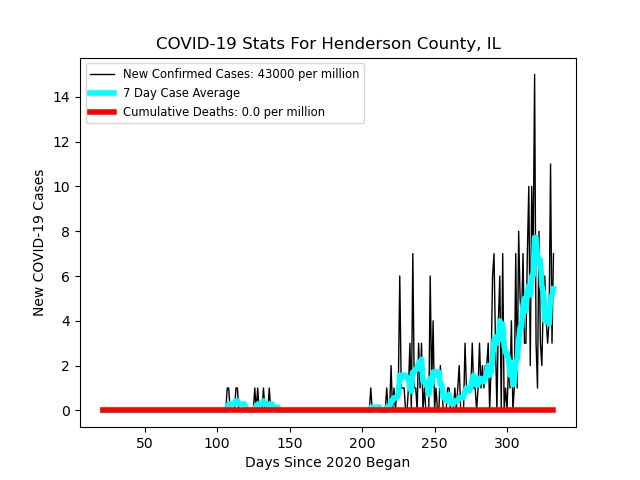 COVID-19 Stats For Henderson County, IL
New Confirmed Cases: 43000 per million
7 Day Case Average
Cumulative Deaths: 0.0 per million
New COVID-19 Cases
14
12
10
8
6
4
2
0
50 100 150 200 250 300
Days Since 2020 Began